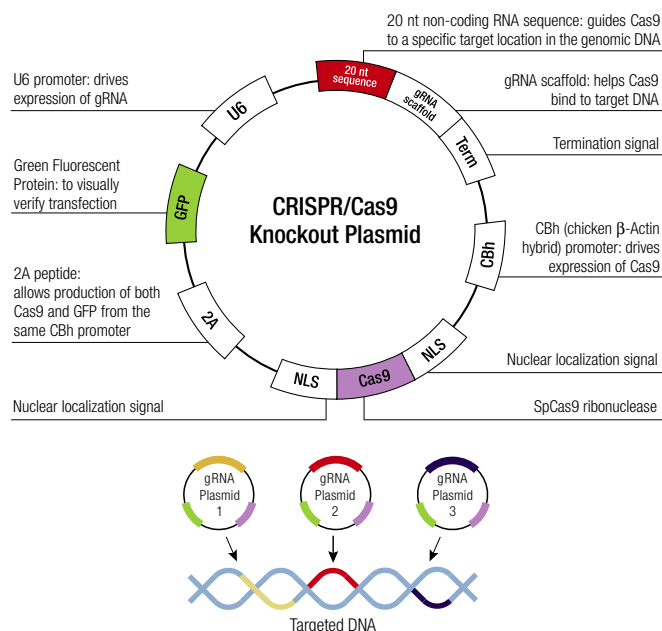 20 nt non-coding RNA sequence: guides Cas9
to a specific target location in the genomic DNA
U6 promoter: drives
expression of gRNA
20 nt
sequence
gRNA
scaffold
gRNA scaffold: helps Cas9
bind to target DNA
U6
Term
Termination signal
Green Fluorescent
Protein: to visually
verify transfection
GFP
CRISPR/Cas9
Knockout Plasmid
CBh
CBh (chicken β-Actin
hybrid) promoter: drives
expression of Cas9
2A peptide:
allows production of both
Cas9 and GFP from the
same CBh promoter
2A
NLS
Cas9
NLS
Nuclear localization signal
Nuclear localization signal
SpCas9 ribonuclease
gRNA
Plasmid
1
gRNA
Plasmid
2
gRNA
Plasmid
3
Targeted DNA